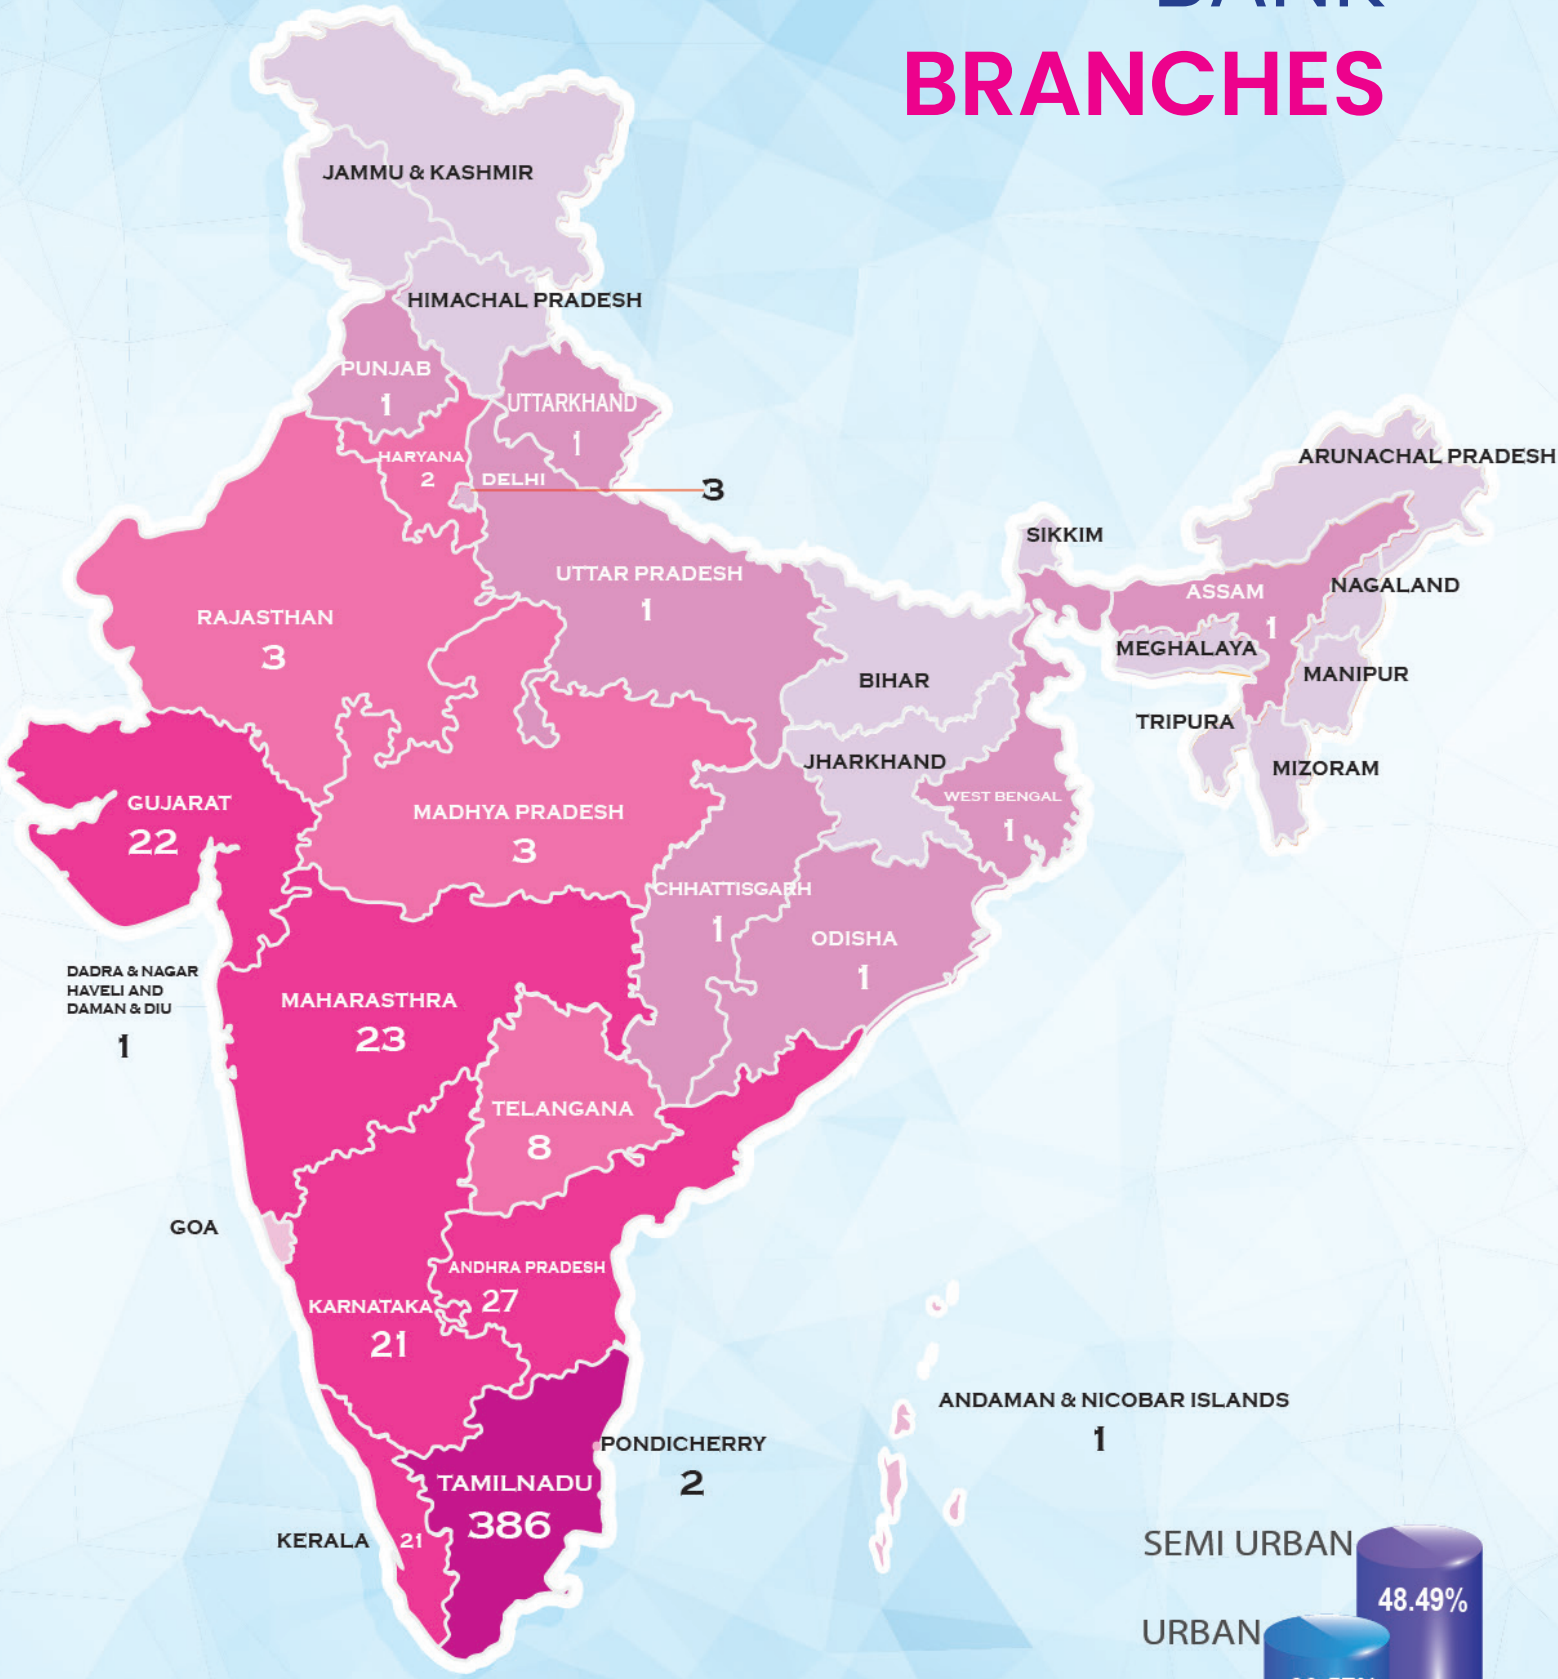 BANK
BRANCHES
JAMMU & KASHMIR
HIMACHAL PRADESH
PUNJAB
1
UTTARKHAND
1
HARYANA
2
DELHI
3
ARUNACHAL PRADESH
SIKKIM
UTTAR PRADESH
1
ASSAM
1
NAGALAND
RAJASTHAN
3
MEGHALAYA
MANIPUR
BIHAR
TRIPURA
JHARKHAND
MIZORAM
WEST BENGAL
1
GUJARAT
22
MADHYA PRADESH
3
CHHATTISGARH
1
ODISHA
1
DADRA & NAGAR
HAVELI AND
DAMAN & DIU
1
MAHARASTHRA
23
TELANGANA
8
GOA
ANDHRA PRADESH
27
KARNATAKA
21
ANDAMAN & NICOBAR ISLANDS
1
PONDICHERRY
2
TAMILNADU
386
KERALA
21
SEMI URBAN
48.49%
URBAN